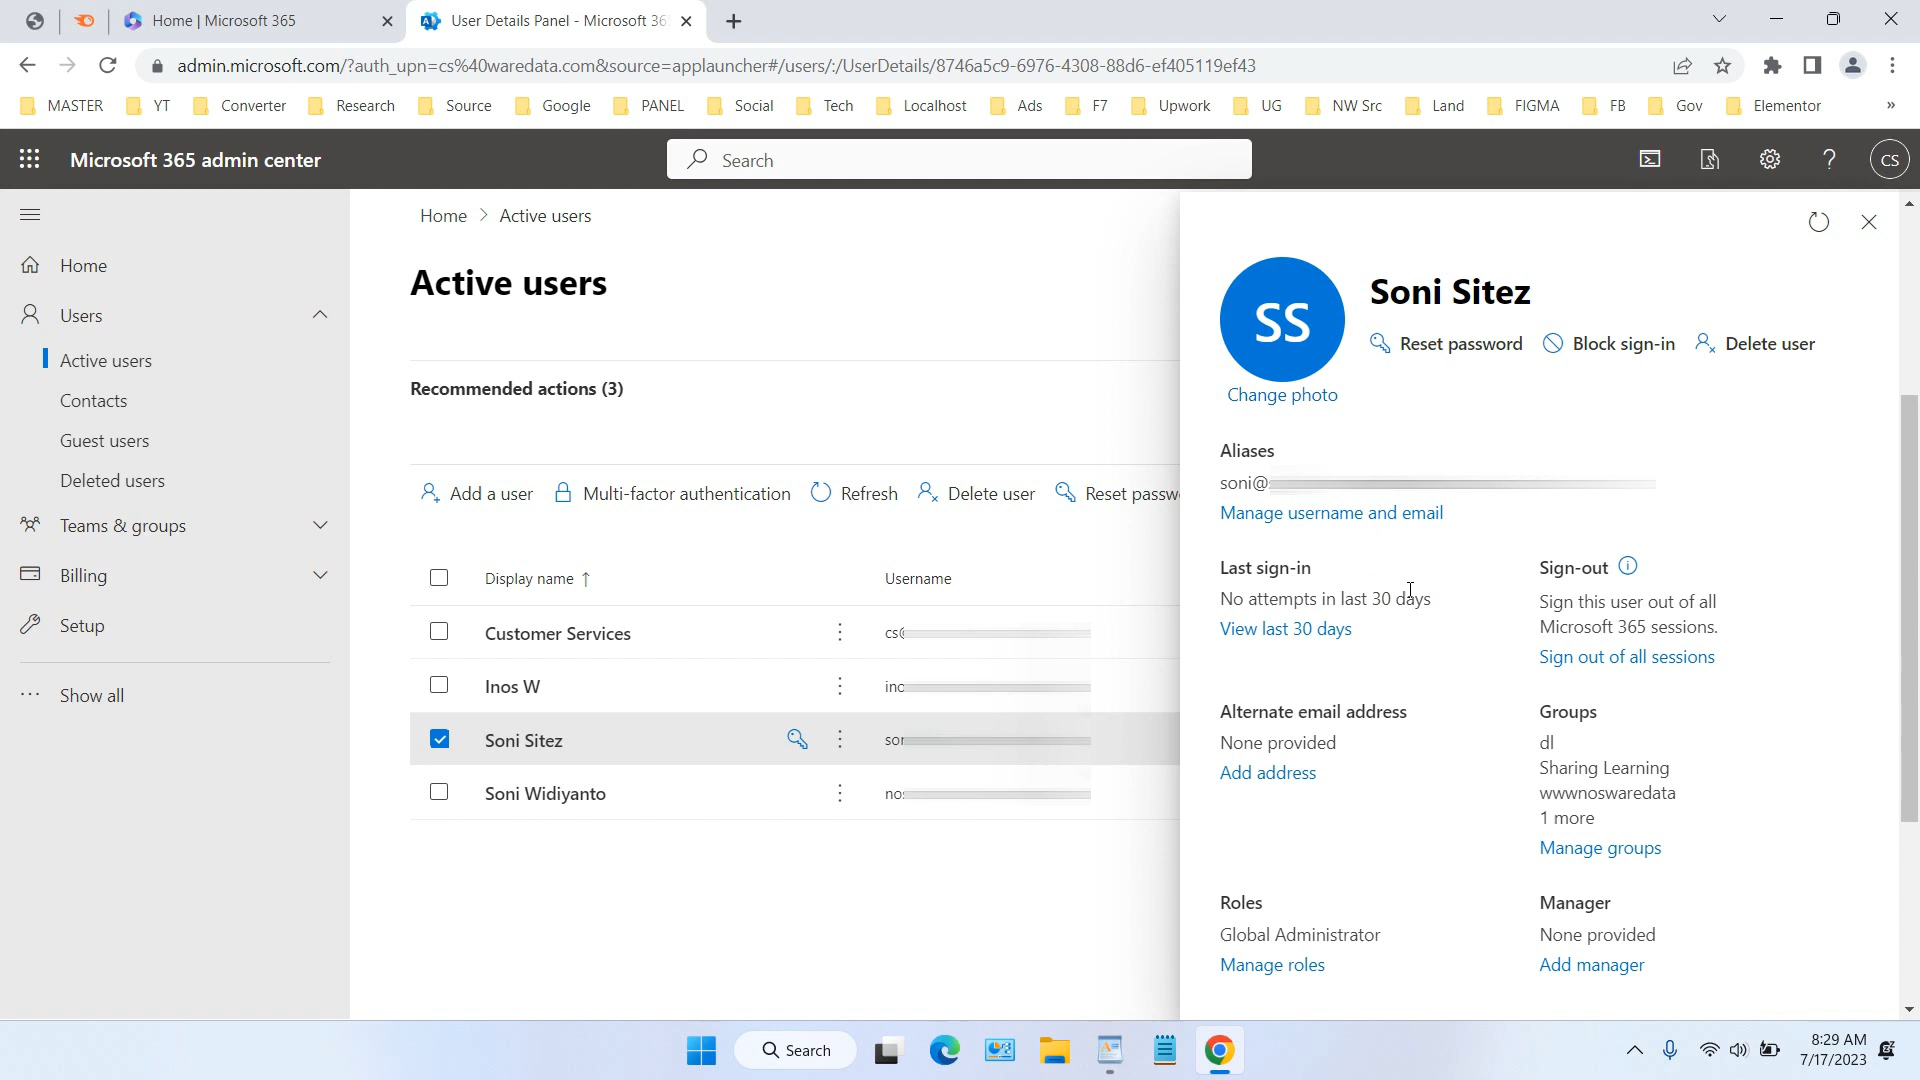 Home | Microsoft 365
User Details Panel - Microsoft 36
admin.microsoft.com/?auth_upn=cs%40waredata.com&source=applauncher#/users/:/UserDetails/8746a5c9-6976-4308-88d6-ef405119ef43
MASTER YT Converter Research Source Google PANEL Social Tech Localhost Ads F7 Upwork UG NW Src Land FIGMA FB Gov Elementor »
Microsoft 365 admin center
Search
CS
Home
Users
Active users
Contacts
Guest users
Deleted users
Teams & groups
Billing
Setup
Show all
Home > Active users
Active users
Recommended actions (3)
Add a user Multi-factor authentication Refresh Delete user Reset passw
Display name ↑ Username
Customer Services cs@
Inos W ino
Soni Sitez son
Soni Widiyanto nos
SS
Change photo
Soni Sitez
Reset password Block sign-in Delete user
Aliases
soni@
Manage username and email
Last sign-in
No attempts in last 30 days
View last 30 days
Sign-out
Sign this user out of all
Microsoft 365 sessions.
Sign out of all sessions
Alternate email address
None provided
Add address
Groups
dl
Sharing Learning
wwwnoswaredata
1 more
Manage groups
Roles
Global Administrator
Manage roles
Manager
None provided
Add manager
Search
8:29 AM
7/17/2023